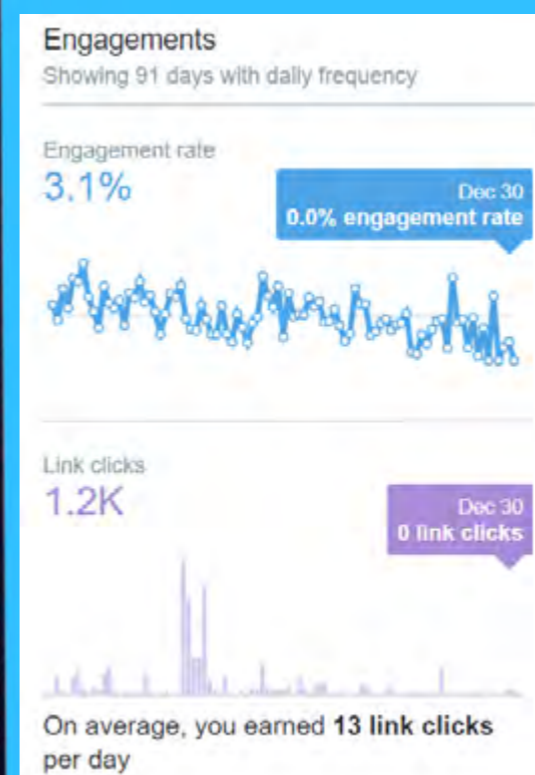 Engagements
Showing 91 days with daily frequency
Engagement rate
3.1%
Dec 30
0.0% engagement rate
Link clicks
1.2K
Dec 30
0 link clicks
On average, you earned 13 link clicks
per day